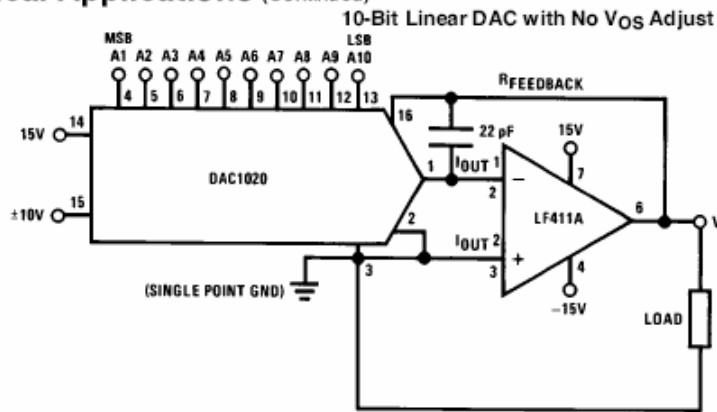 10-Bit Linear DAC with No VOS Adjust
MSB LSB
A1 A2 A3 A4 A5 A6 A7 A8 A9 A10
4 5 6 7 8 9 10 11 12 13
RFEEDBACK
16
15V 14
22 pF
15V
7
DAC1020
1
IOUT 1
2
−
6
V
±10V 15
LF411A
2
IOUT 2
3
+
4
−15V
3
(SINGLE POINT GND)
LOAD